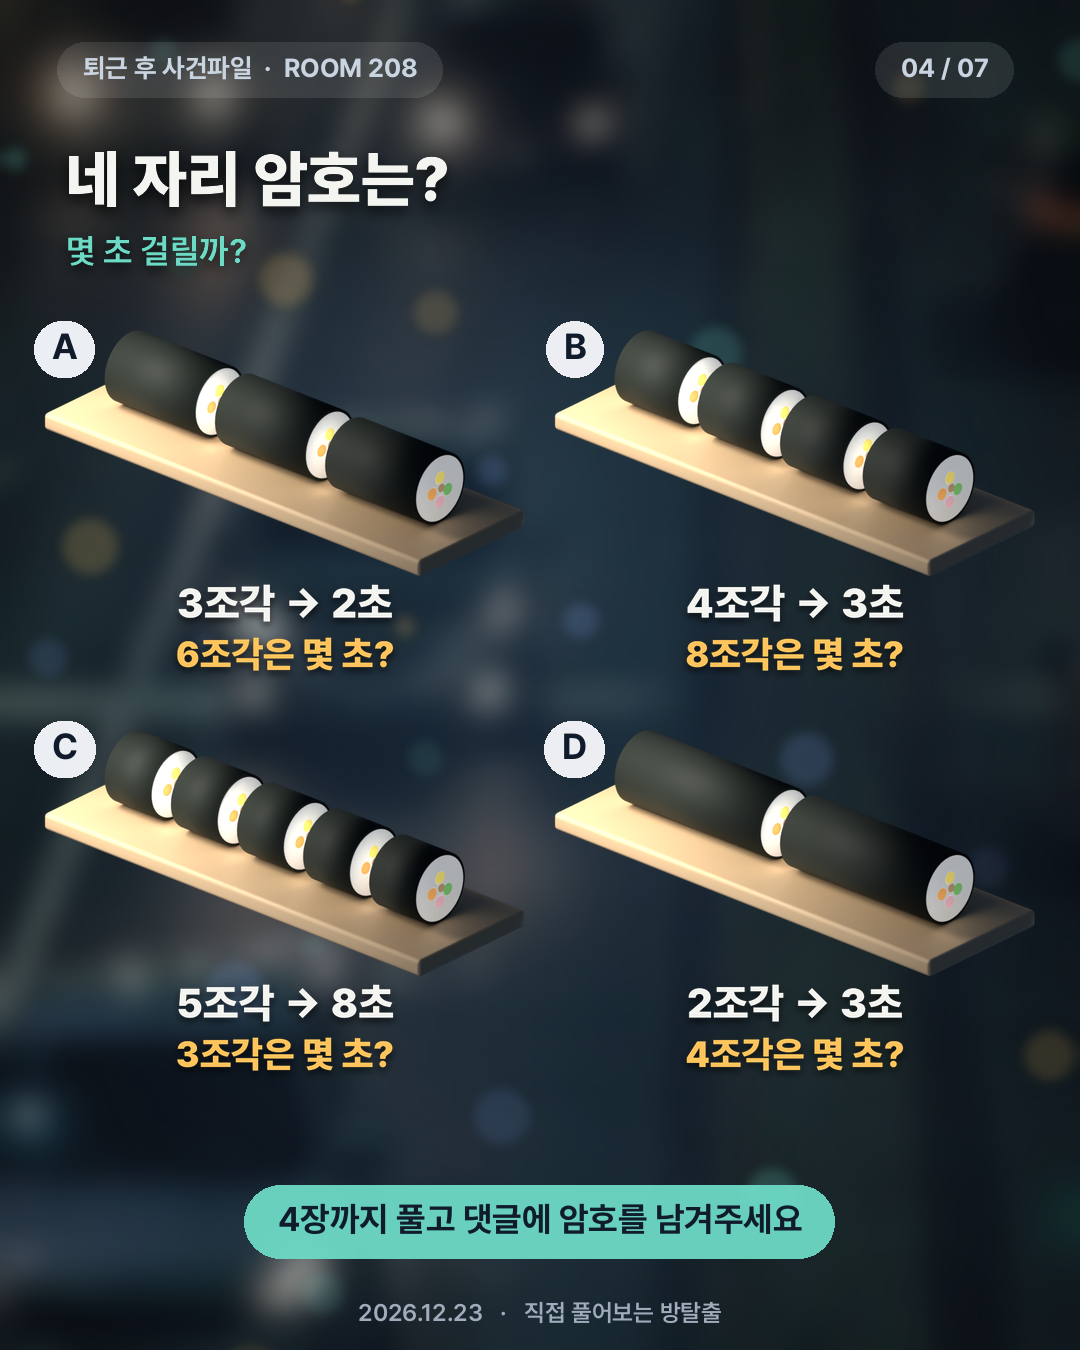 퇴근 후 사건파일 · ROOM 208
04 / 07
네 자리 암호는?
몇 초 걸릴까?
A
B
3조각 → 2초
6조각은 몇 초?
4조각 → 3초
8조각은 몇 초?
C
D
5조각 → 8초
3조각은 몇 초?
2조각 → 3초
4조각은 몇 초?
4장까지 풀고 댓글에 암호를 남겨주세요
2026.12.23 · 직접 풀어보는 방탈출